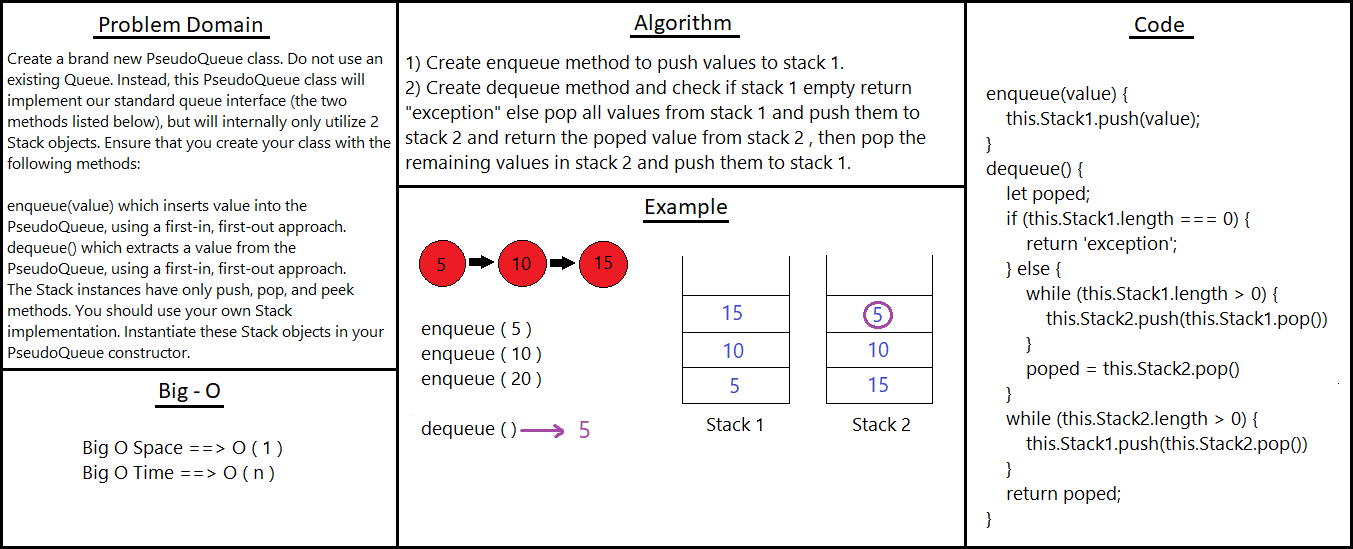 Problem Domain
Create a brand new PseudoQueue class. Do not use an
existing Queue. Instead, this PseudoQueue class will
implement our standard queue interface (the two
methods listed below), but will internally only utilize 2
Stack objects. Ensure that you create your class with the
following methods:
enqueue(value) which inserts value into the
PseudoQueue, using a first-in, first-out approach.
dequeue() which extracts a value from the
PseudoQueue, using a first-in, first-out approach.
The Stack instances have only push, pop, and peek
methods. You should use your own Stack
implementation. Instantiate these Stack objects in your
PseudoQueue constructor.
Big - O
Big O Space ==> O ( 1 )
Big O Time ==> O ( n )
Algorithm
1) Create enqueue method to push values to stack 1.
2) Create dequeue method and check if stack 1 empty return
"exception" else pop all values from stack 1 and push them to
stack 2 and return the poped value from stack 2 , then pop the
remaining values in stack 2 and push them to stack 1.
Example
5 10 15
enqueue ( 5 )
enqueue ( 10 )
enqueue ( 20 )
dequeue ( ) 5
15
10
5
Stack 1
5
10
15
Stack 2
Code
enqueue(value) {
this.Stack1.push(value);
}
dequeue() {
let poped;
if (this.Stack1.length === 0) {
return 'exception';
} else {
while (this.Stack1.length > 0) {
this.Stack2.push(this.Stack1.pop())
}
poped = this.Stack2.pop()
}
while (this.Stack2.length > 0) {
this.Stack1.push(this.Stack2.pop())
}
return poped;
}